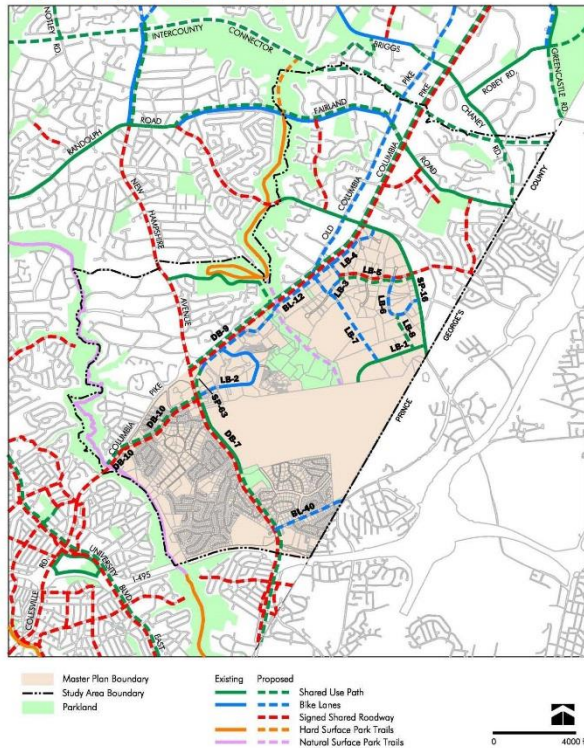 NOTLEY
RD.
INTERCOUNTY
CONNECTOR
BRIGGS
ROBEY RD.
GREENCASTLE
RD.
CHANEY
RD.
PIKE
PIKE
FAIRLAND
ROAD
RANDOLPH
ROAD
NEW
HAMPSHIRE
AVENUE
OLD
COLUMBIA
COLUMBIA
COUNTY
GEORGE'S
PRINCE
LB-4
LB-5
LB-3
BL-12
DB-9
LB-6
SP-16
LB-8
LB-7
LB-1
LB-2
SP-63
PIKE
COLUMBIA
DB-10
DB-10
DB-7
BL-40
UNIVERSITY
BLVD.
EAST
I-495
COLESVILLE
RD.
Master Plan Boundary
Study Area Boundary
Parkland
Existing Proposed
Shared Use Path
Bike Lanes
Signed Shared Roadway
Hard Surface Park Trails
Natural Surface Park Trails
0 4000